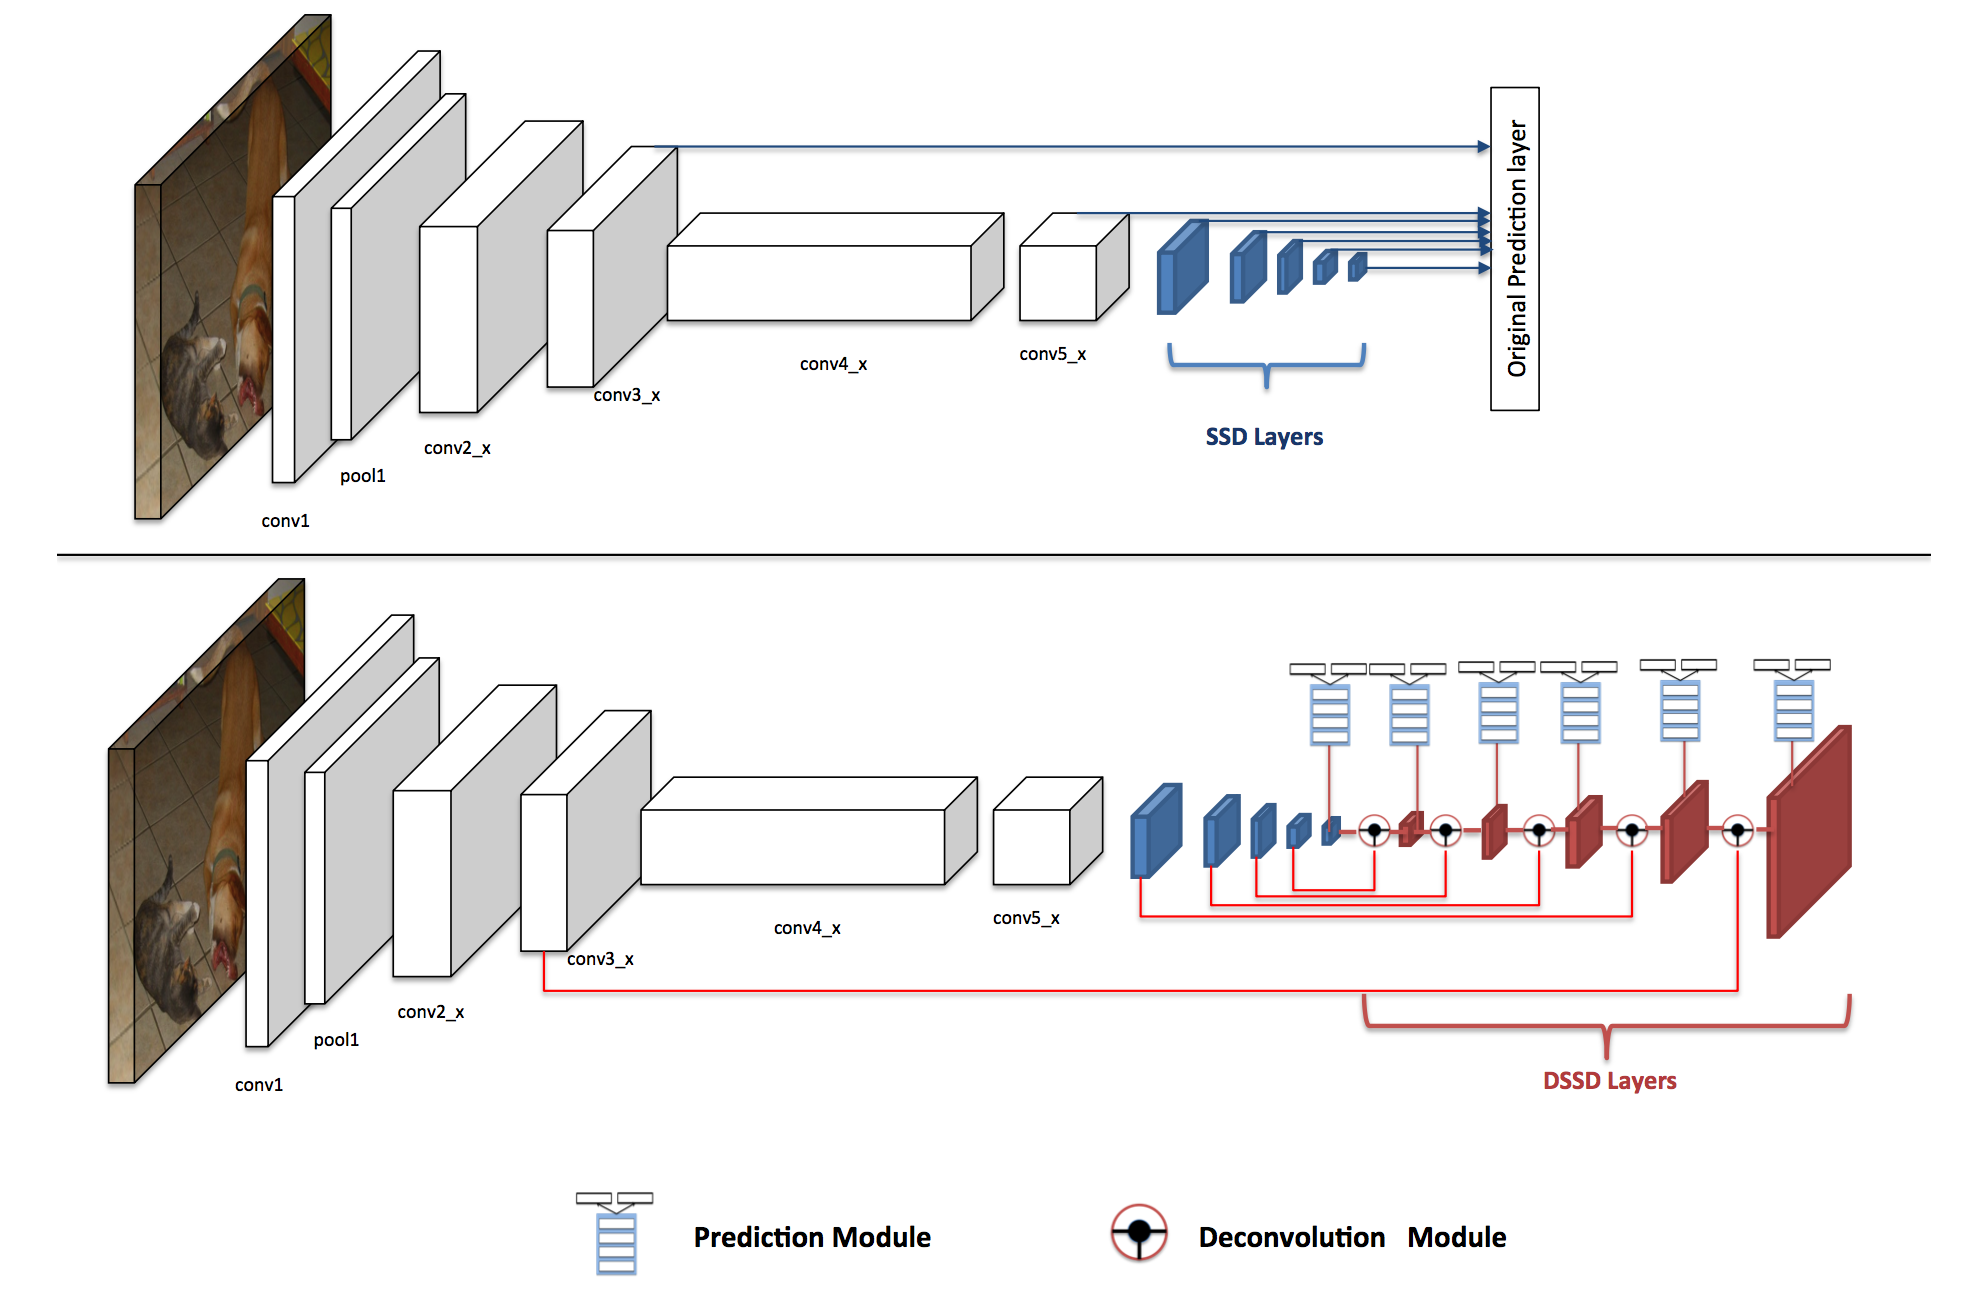 Original Prediction layer
conv4_x
conv5_x
conv3_x
SSD Layers
conv2_x
pool1
conv1
conv4_x
conv5_x
conv3_x
conv2_x
pool1
conv1
DSSD Layers
Prediction Module
Deconvolution Module